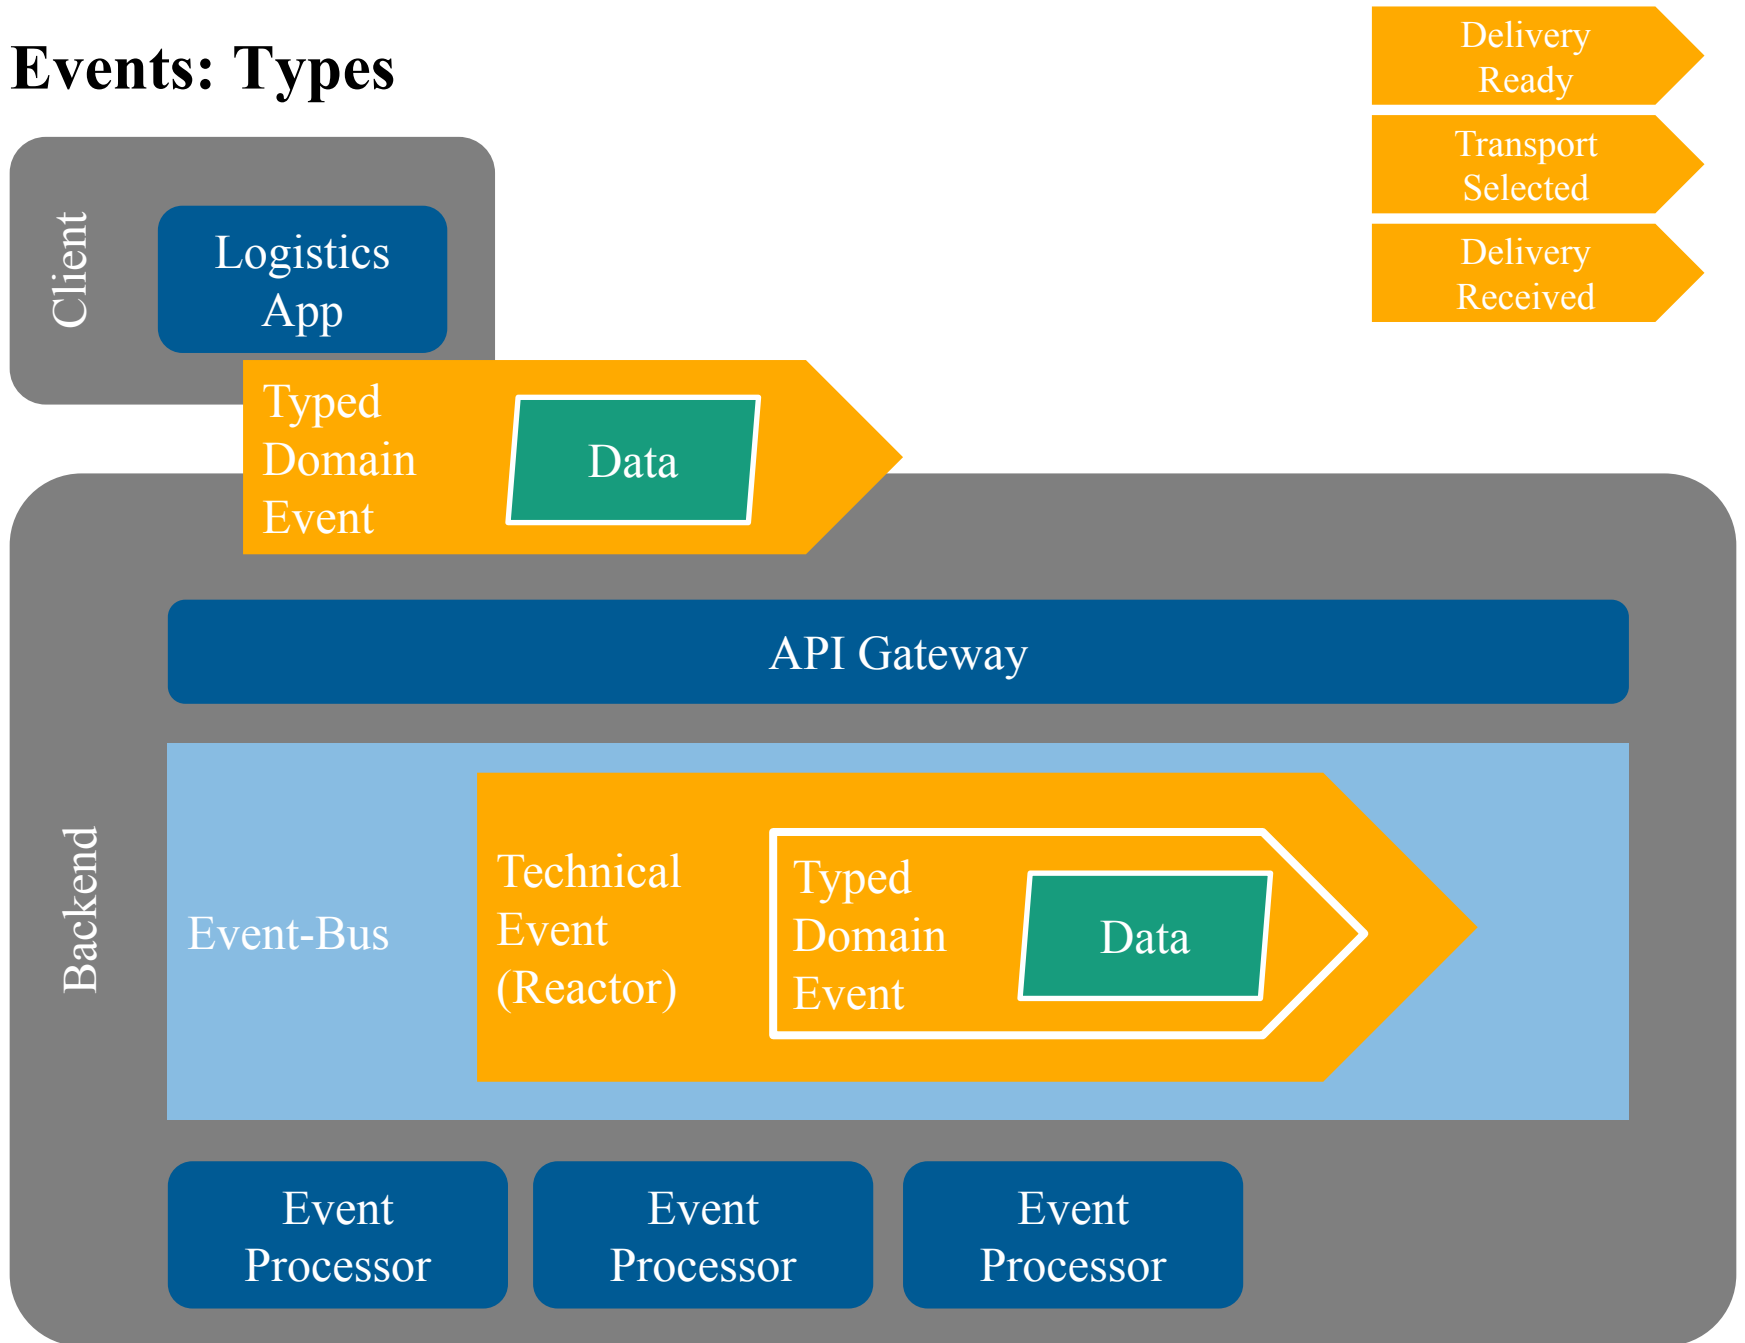 Events: Types
Delivery
Ready
Transport
Selected
Delivery
Received
Client
Logistics
App
Typed
Domain
Event
Data
API Gateway
Backend
Event-Bus
Technical
Event
(Reactor)
Typed
Domain
Event
Data
Event
Processor
Event
Processor
Event
Processor